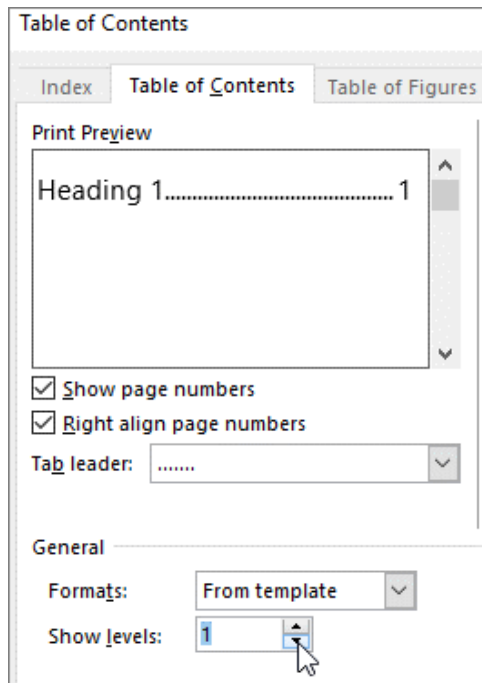 Table of Contents
Index Table of Contents Table of Figures
Print Preview
Heading 1............................................. 1
Show page numbers
Right align page numbers
Tab leader: .......
General
Formats: From template
Show levels: 1